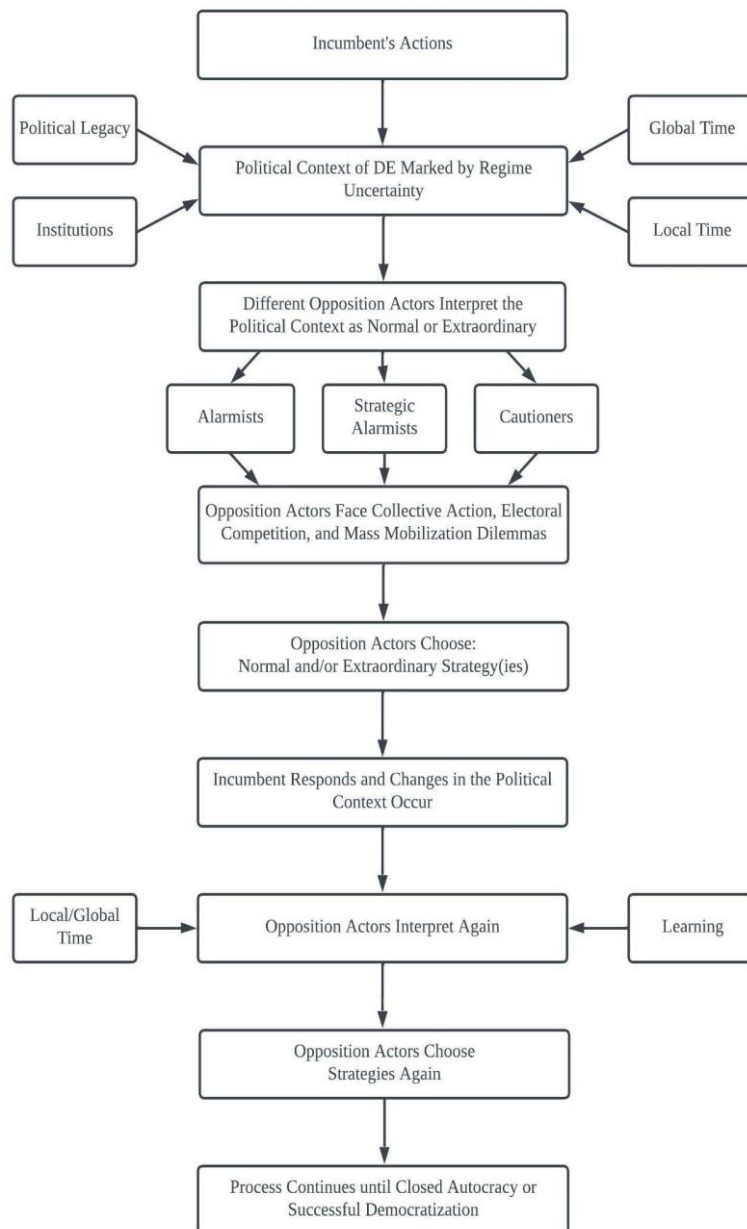 Incumbent's Actions
Political Legacy
Global Time
Political Context of DE Marked by Regime
Uncertainty
Institutions
Local Time
Different Opposition Actors Interpret the
Political Context as Normal or Extraordinary
Alarmists
Strategic
Alarmists
Cautioners
Opposition Actors Face Collective Action, Electoral
Competition, and Mass Mobilization Dilemmas
Opposition Actors Choose:
Normal and/or Extraordinary Strategy(ies)
Incumbent Responds and Changes in the Political
Context Occur
Local/Global
Time
Opposition Actors Interpret Again
Learning
Opposition Actors Choose
Strategies Again
Process Continues until Closed Autocracy or
Successful Democratization